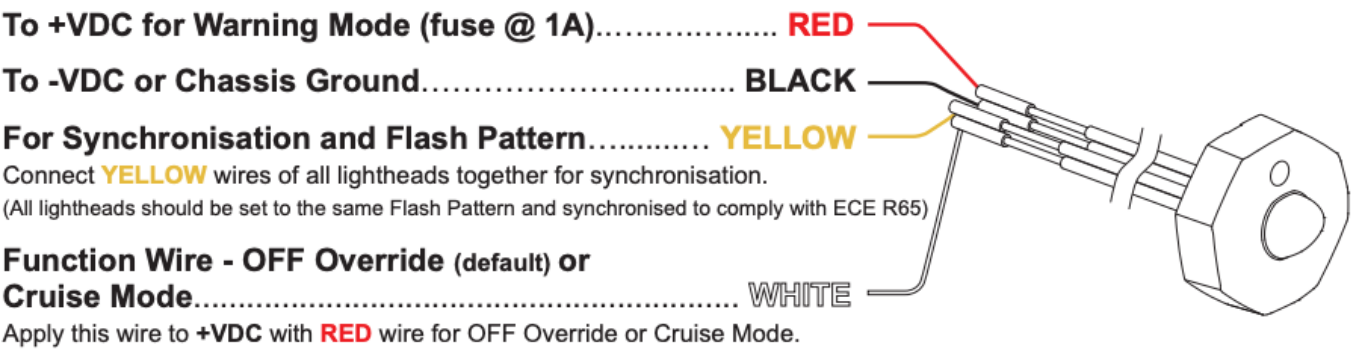 To +VDC for Warning Mode (fuse @ 1A)..................... RED
To -VDC or Chassis Ground................................ BLACK
For Synchronisation and Flash Pattern.............. YELLOW
Connect YELLOW wires of all lightheads together for synchronisation.
(All lightheads should be set to the same Flash Pattern and synchronised to comply with ECE R65)
Function Wire - OFF Override (default) or
Cruise Mode............................................................. WHITE
Apply this wire to +VDC with RED wire for OFF Override or Cruise Mode.